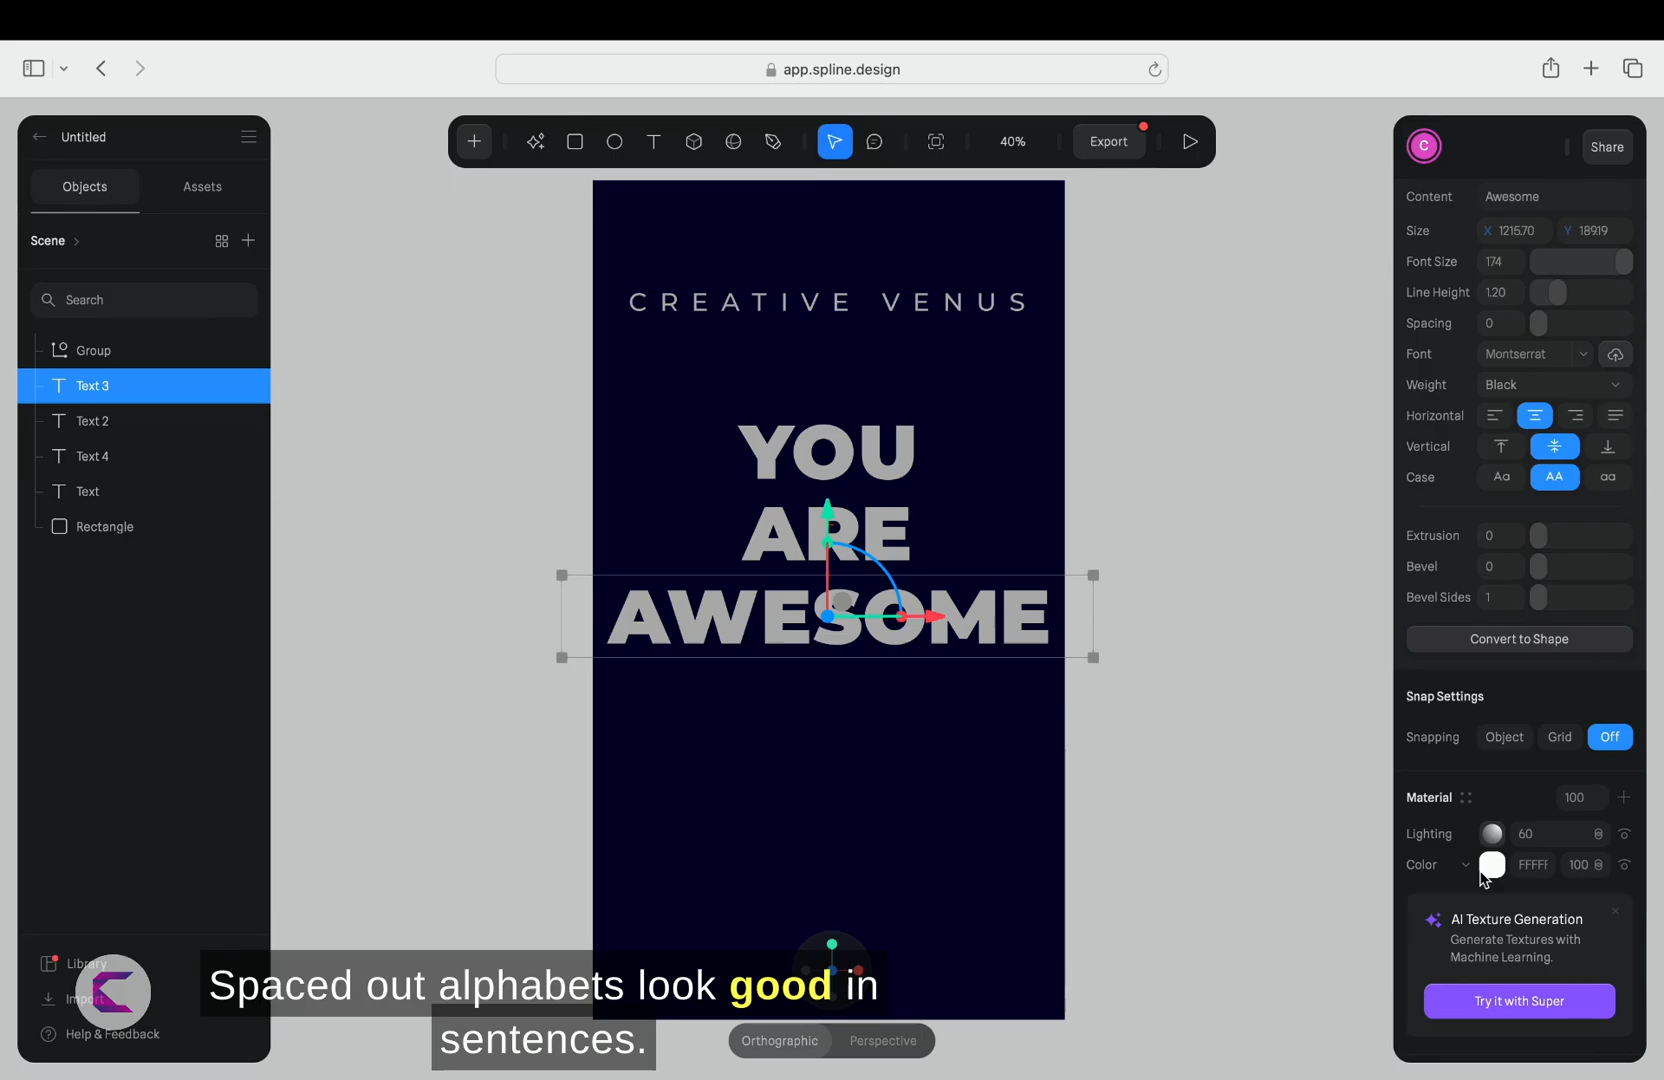 app.spline.design
Untitled
Objects
Assets
Scene
Search
Group
Text 3
Text 2
Text 4
Text
Rectangle
Library
Import
Help & Feedback
40%
Export
CREATIVE VENUS
YOU
ARE
AWESOME
Spaced out alphabets look good in
sentences.
Orthographic
Perspective
C
Share
Content Awesome
Size X 1215.70 Y 189.19
Font Size 174
Line Height 1.20
Spacing 0
Font Montserrat
Weight Black
Horizontal
Vertical
Case Aa AA aa
Extrusion 0
Bevel 0
Bevel Sides 1
Convert to Shape
Snap Settings
Snapping Object Grid Off
Material 100
Lighting 60
Color FFFFF 100
AI Texture Generation
Generate Textures with
Machine Learning.
Try it with Super